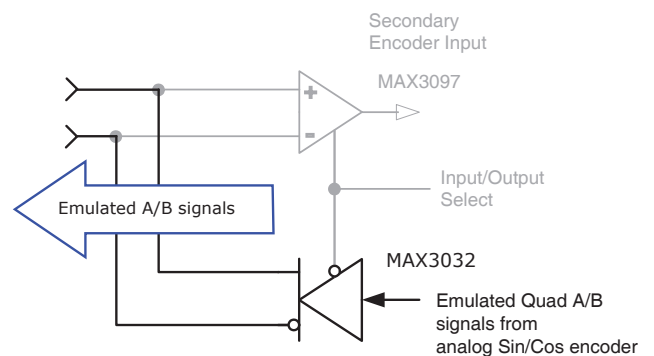 Secondary
Encoder Input
MAX3097
+
-
Input/Output
Select
Emulated A/B signals
MAX3032
Emulated Quad A/B
signals from
analog Sin/Cos encoder